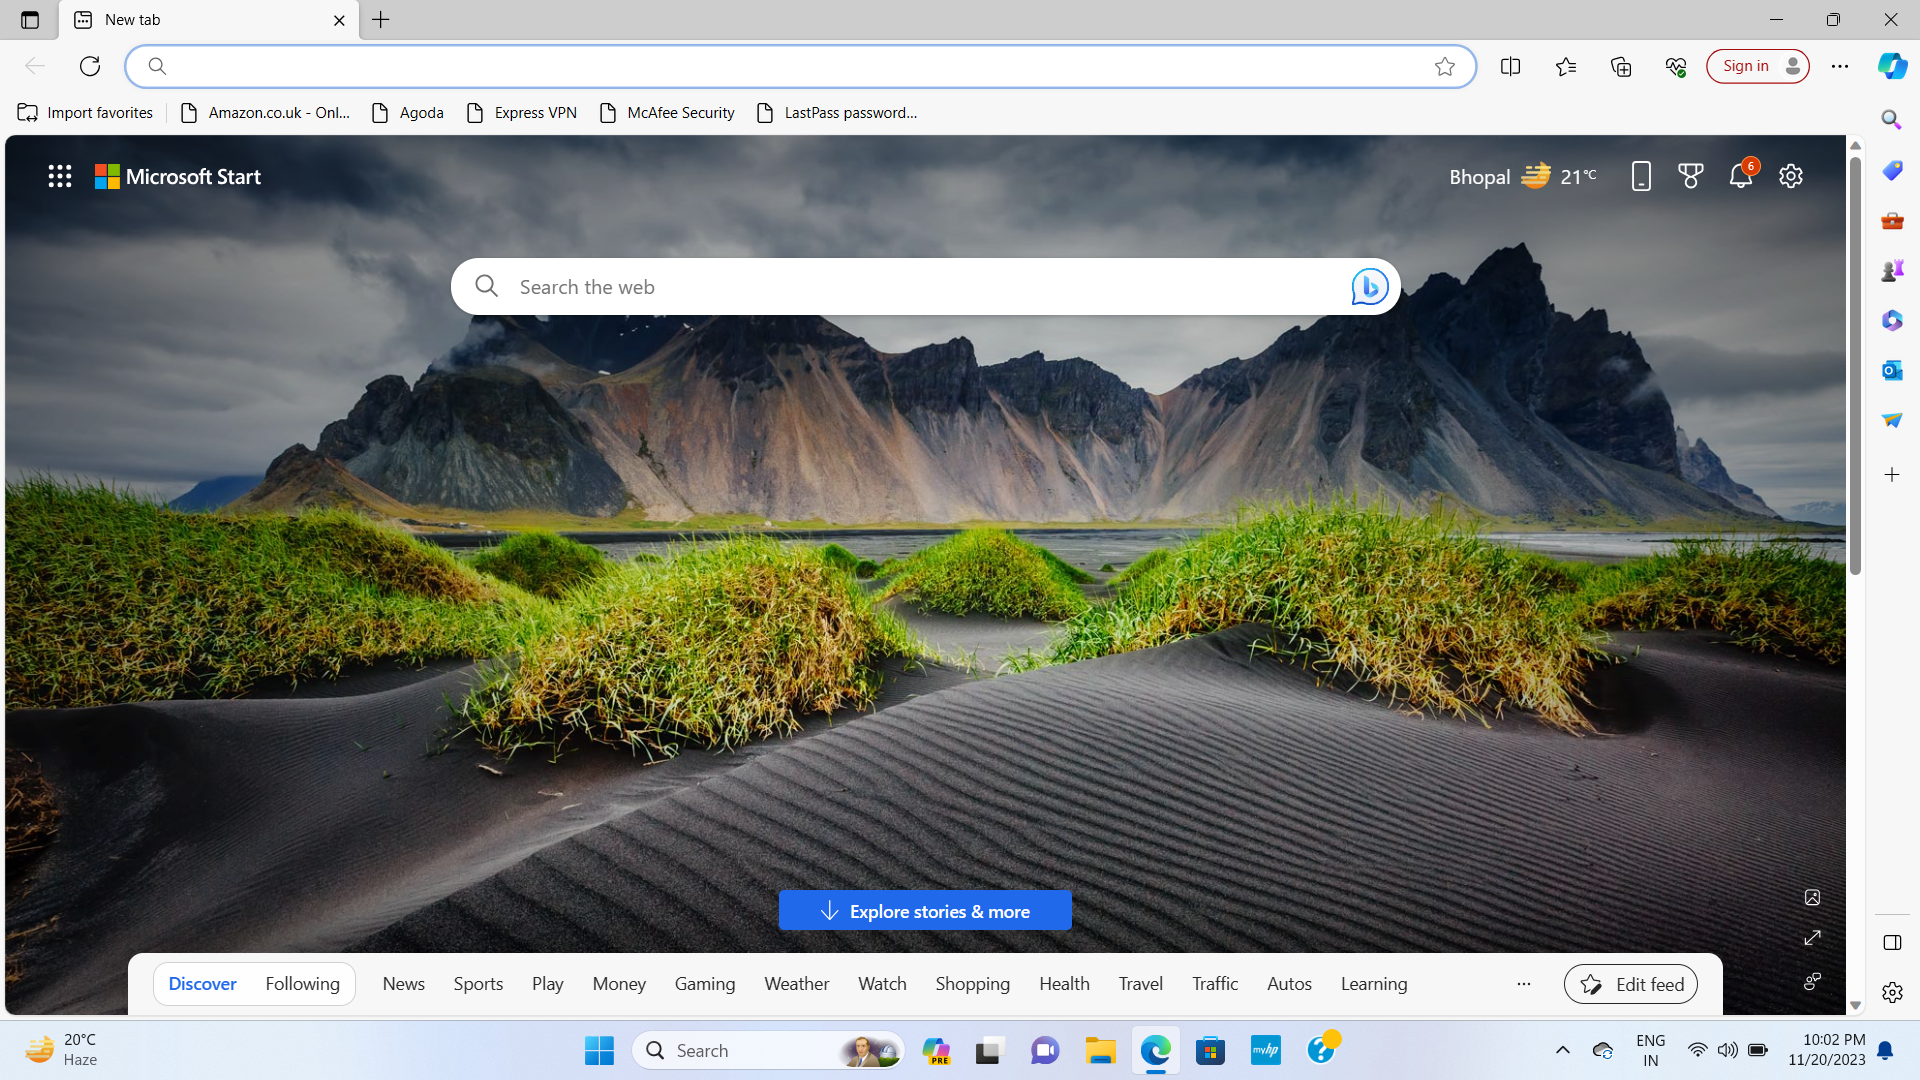 New tab
Sign in
Import favorites
Amazon.co.uk - Onl...
Agoda
Express VPN
McAfee Security
LastPass password...
Microsoft Start
Bhopal
21°C
6
Search the web
Explore stories & more
Discover
Following
News
Sports
Play
Money
Gaming
Weather
Watch
Shopping
Health
Travel
Traffic
Autos
Learning
Edit feed
20°C
Haze
Search
PRE
myhp
ENG
IN
10:02 PM
11/20/2023